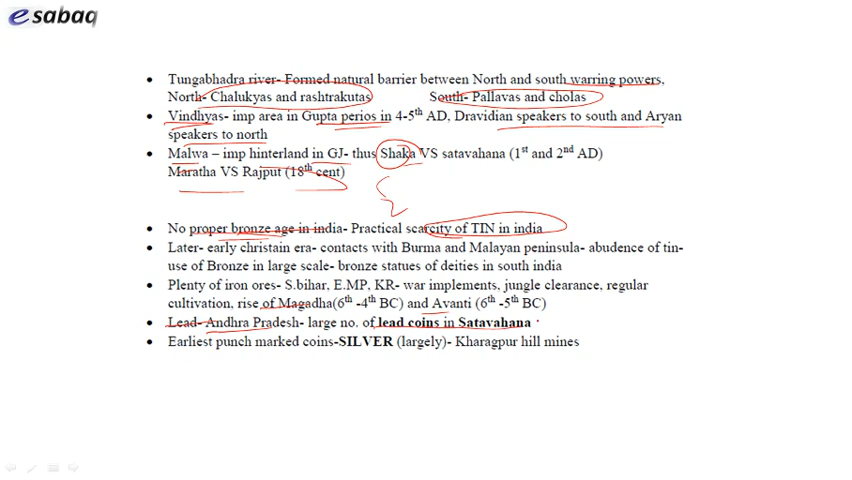 esabaq
• Tungabhadra river- Formed natural barrier between North and south warring powers,
North- Chalukyas and rashtrakutas South- Pallavas and cholas
• Vindhyas- imp area in Gupta perios in 4-5th AD, Dravidian speakers to south and Aryan
speakers to north
• Malwa – imp hinterland in GJ- thus Shaka VS satavahana (1st and 2nd AD)
Maratha VS Rajput (18th cent)
• No proper bronze age in india- Practical scarcity of TIN in india
• Later- early christain era- contacts with Burma and Malayan peninsula- abudence of tin-
use of Bronze in large scale- bronze statues of deities in south india
• Plenty of iron ores- S.bihar, E.MP, KR- war implements, jungle clearance, regular
cultivation, rise of Magadha(6th -4th BC) and Avanti (6th -5th BC)
• Lead- Andhra Pradesh- large no. of lead coins in Satavahana
• Earliest punch marked coins-SILVER (largely)- Kharagpur hill mines